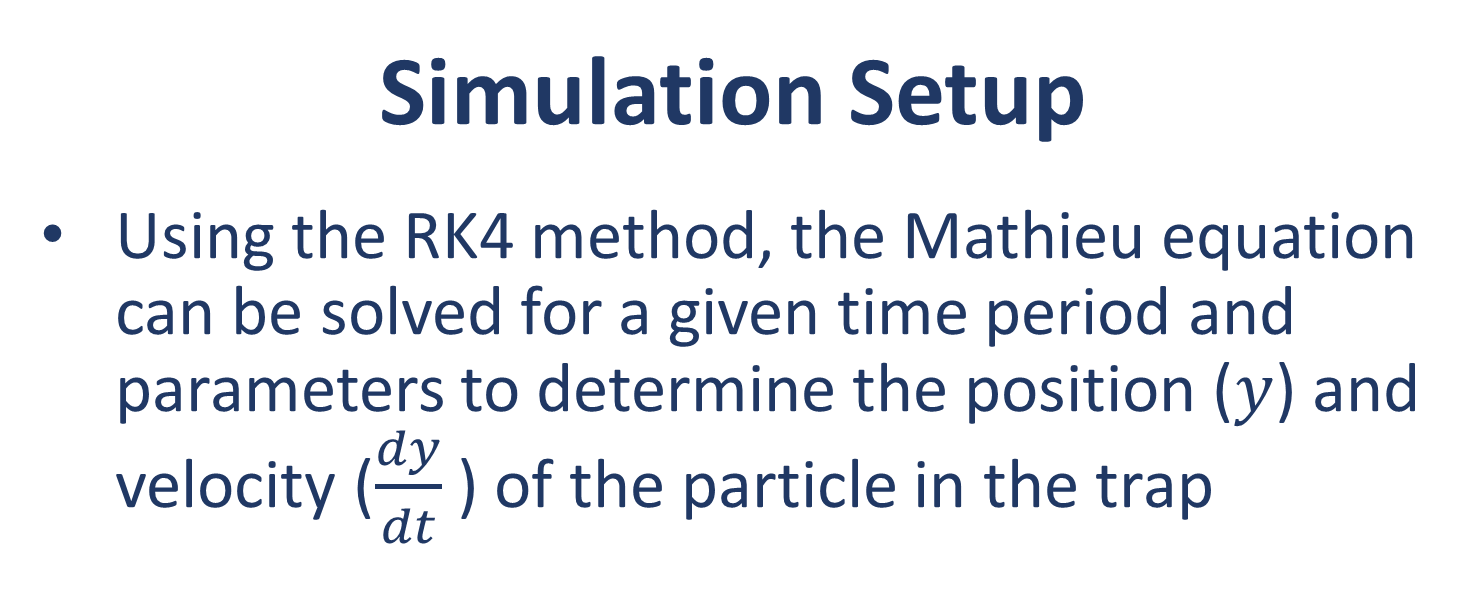 Simulation Setup
• Using the RK4 method, the Mathieu equation
can be solved for a given time period and
parameters to determine the position (y) and
velocity (dy/dt) of the particle in the trap